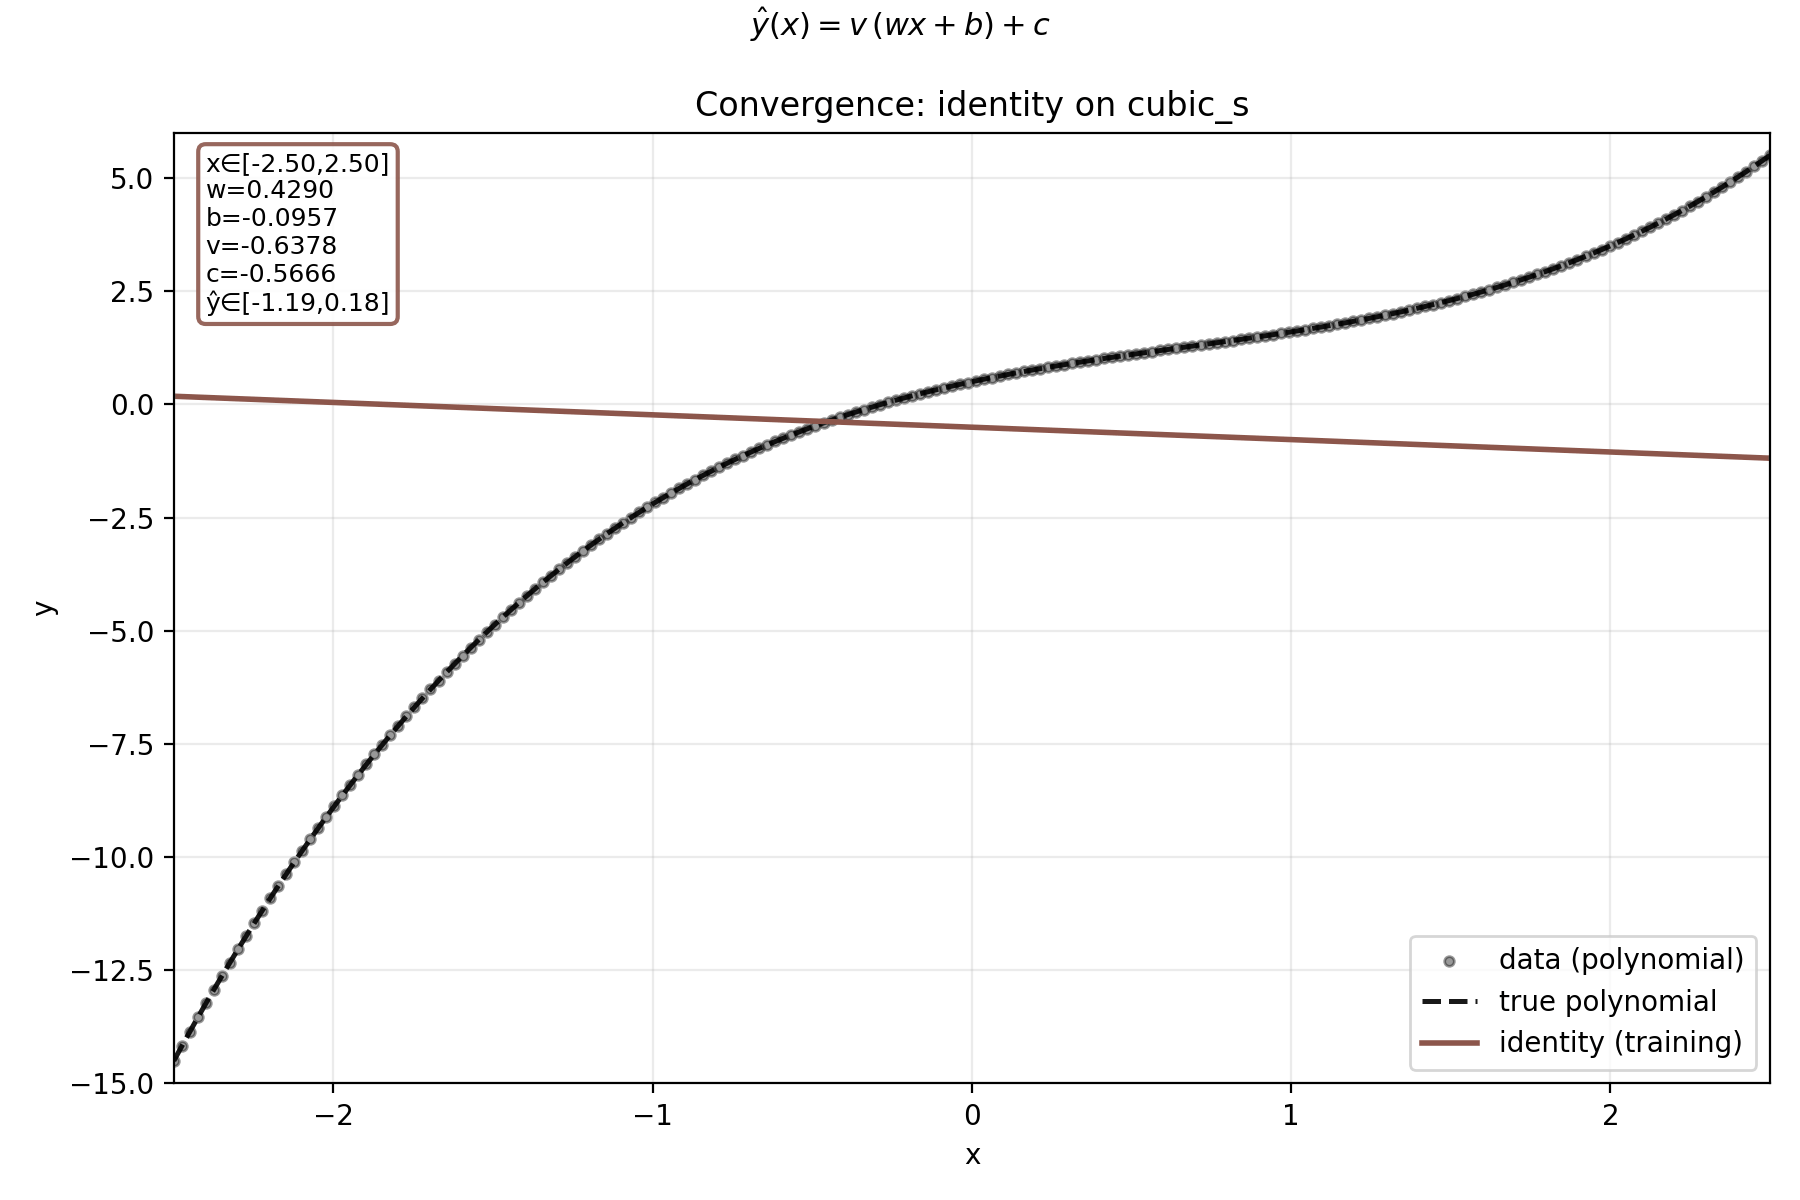 ŷ(x) = v (wx + b) + c
Convergence: identity on cubic_s
x∈[-2.50,2.50]
w=0.4290
b=-0.0957
v=-0.6378
c=-0.5666
ŷ∈[-1.19,0.18]
5.0
2.5
0.0
−2.5
−5.0
−7.5
−10.0
−12.5
−15.0
y
data (polynomial)
true polynomial
identity (training)
−2
−1
0
1
2
x